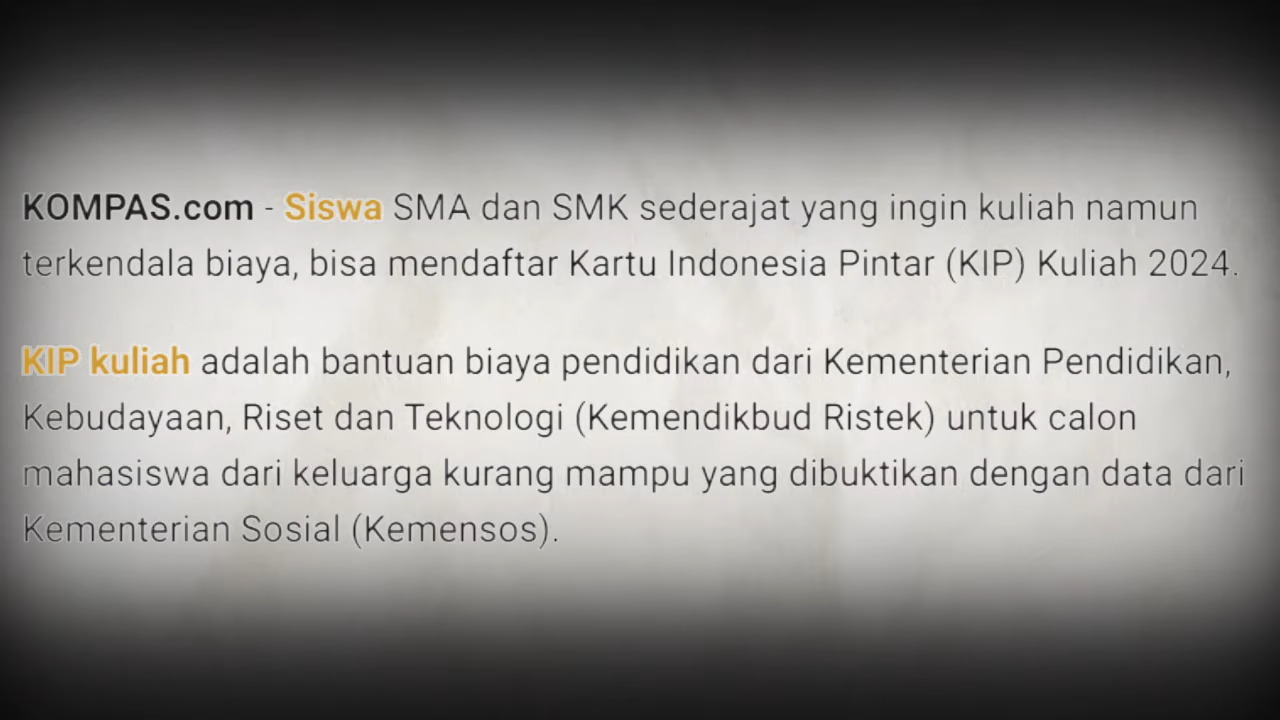 KOMPAS.com - Siswa SMA dan SMK sederajat yang ingin kuliah namun
terkendala biaya, bisa mendaftar Kartu Indonesia Pintar (KIP) Kuliah 2024.
KIP kuliah adalah bantuan biaya pendidikan dari Kementerian Pendidikan,
Kebudayaan, Riset dan Teknologi (Kemendikbud Ristek) untuk calon
mahasiswa dari keluarga kurang mampu yang dibuktikan dengan data dari
Kementerian Sosial (Kemensos).